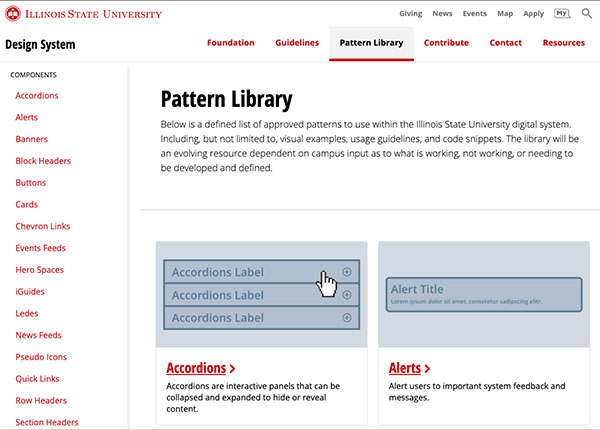 ILLINOIS STATE UNIVERSITY
Giving News Events Map Apply My
Design System
Foundation Guidelines Pattern Library Contribute Contact Resources
COMPONENTS
Accordions
Alerts
Banners
Block Headers
Buttons
Cards
Chevron Links
Events Feeds
Hero Spaces
iGuides
Ledes
News Feeds
Pseudo Icons
Quick Links
Row Headers
Section Headers
Pattern Library
Below is a defined list of approved patterns to use within the Illinois State University digital system.
Including, but not limited to, visual examples, usage guidelines, and code snippets. The library will be
an evolving resource dependent on campus input as to what is working, not working, or needing to
be developed and defined.
Accordions Label
Accordions Label
Accordions Label
Accordions
Accordions are interactive panels that can be
collapsed and expanded to hide or reveal
content.
Alert Title
Lorem ipsum dolor sit amet, consetetur sadipscing elitr.
Alerts
Alert users to important system feedback and
messages.